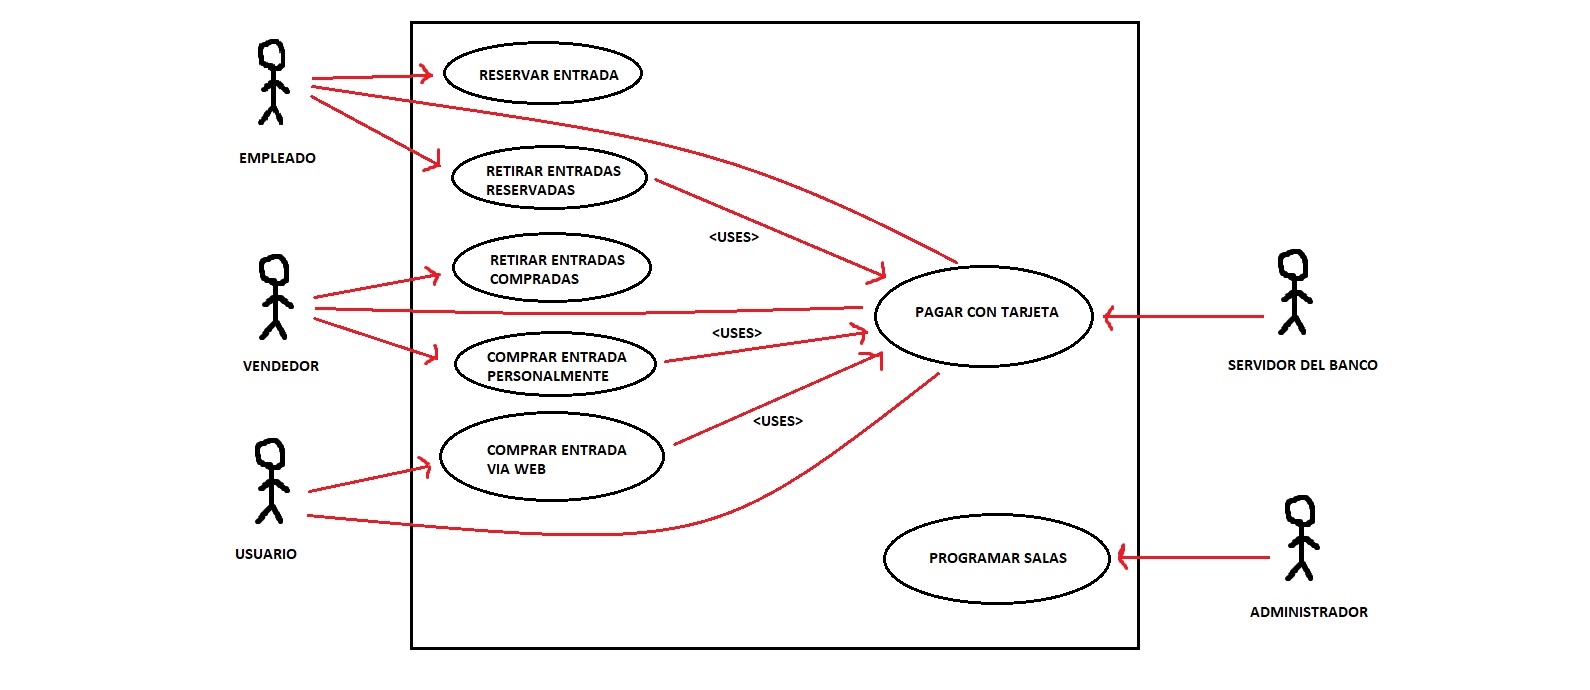 RESERVAR ENTRADA
EMPLEADO
RETIRAR ENTRADAS
RESERVADAS
<USES>
RETIRAR ENTRADAS
COMPRADAS
PAGAR CON TARJETA
<USES>
VENDEDOR
COMPRAR ENTRADA
PERSONALMENTE
SERVIDOR DEL BANCO
<USES>
COMPRAR ENTRADA
VIA WEB
USUARIO
PROGRAMAR SALAS
ADMINISTRADOR